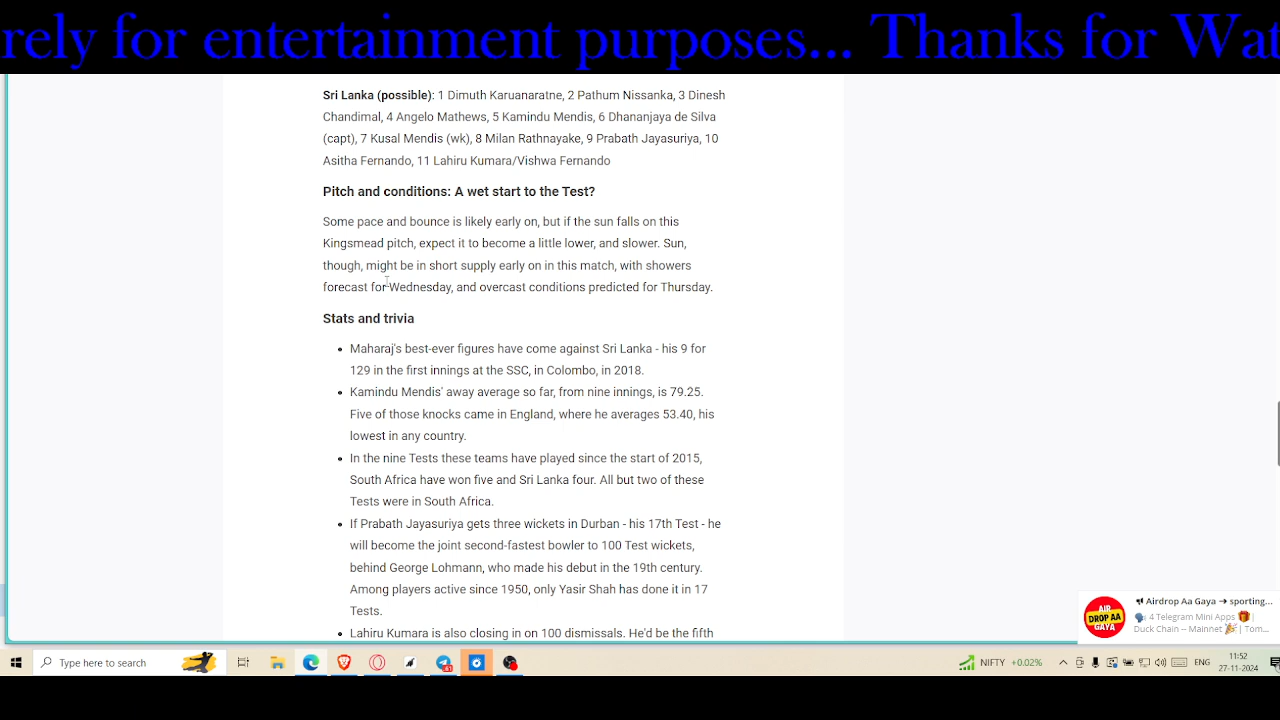 rely for entertainment purposes... Thanks for Wat
Sri Lanka (possible): 1 Dimuth Karuanaratne, 2 Pathum Nissanka, 3 Dinesh
Chandimal, 4 Angelo Mathews, 5 Kamindu Mendis, 6 Dhananjaya de Silva
(capt), 7 Kusal Mendis (wk), 8 Milan Rathnayake, 9 Prabath Jayasuriya, 10
Asitha Fernando, 11 Lahiru Kumara/Vishwa Fernando
Pitch and conditions: A wet start to the Test?
Some pace and bounce is likely early on, but if the sun falls on this
Kingsmead pitch, expect it to become a little lower, and slower. Sun,
though, might be in short supply early on in this match, with showers
forecast for Wednesday, and overcast conditions predicted for Thursday.
Stats and trivia
• Maharaj's best-ever figures have come against Sri Lanka - his 9 for
129 in the first innings at the SSC, in Colombo, in 2018.
• Kamindu Mendis' away average so far, from nine innings, is 79.25.
Five of those knocks came in England, where he averages 53.40, his
lowest in any country.
• In the nine Tests these teams have played since the start of 2015,
South Africa have won five and Sri Lanka four. All but two of these
Tests were in South Africa.
• If Prabath Jayasuriya gets three wickets in Durban - his 17th Test - he
will become the joint second-fastest bowler to 100 Test wickets,
behind George Lohmann, who made his debut in the 19th century.
Among players active since 1950, only Yasir Shah has done it in 17
Tests.
• Lahiru Kumara is also closing in on 100 dismissals. He'd be the fifth
AIR DROP AA GAYA
Airdrop Aa Gaya → sporting...
4 Telegram Mini Apps 🎁|
Duck Chain – Mainnet 🎉| Tom...
Type here to search
NIFTY +0.02%
ENG
11:52
27-11-2024